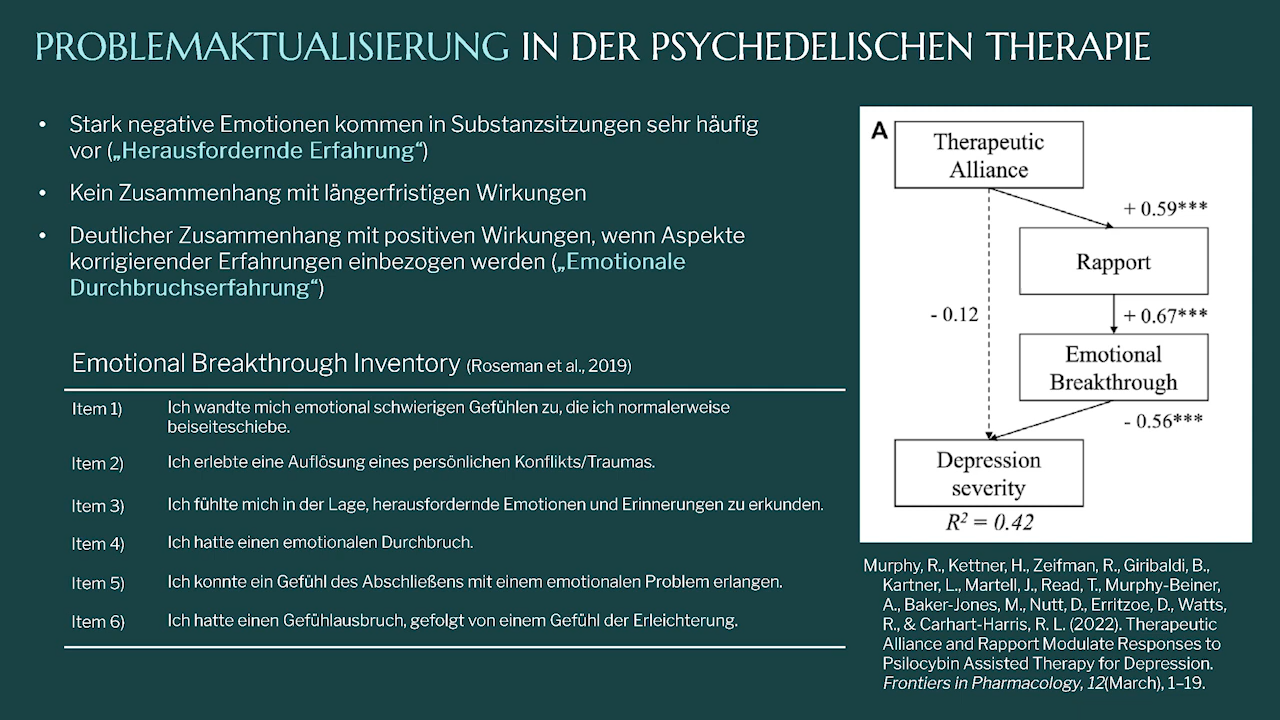 PROBLEMAKTUALISIERUNG IN DER PSYCHEDELISCHEN THERAPIE
• Stark negative Emotionen kommen in Substanzsitzungen sehr häufig
vor („Herausfordernde Erfahrung“)
• Kein Zusammenhang mit längerfristigen Wirkungen
• Deutlicher Zusammenhang mit positiven Wirkungen, wenn Aspekte
korrigierender Erfahrungen einbezogen werden („Emotionale
Durchbruchserfahrung“)
Emotional Breakthrough Inventory (Roseman et al., 2019)
Item 1) Ich wandte mich emotional schwierigen Gefühlen zu, die ich normalerweise
beiseiteschiebe.
Item 2) Ich erlebte eine Auflösung eines persönlichen Konflikts/Traumas.
Item 3) Ich fühlte mich in der Lage, herausfordernde Emotionen und Erinnerungen zu erkunden.
Item 4) Ich hatte einen emotionalen Durchbruch.
Item 5) Ich konnte ein Gefühl des Abschließens mit einem emotionalen Problem erlangen.
Item 6) Ich hatte einen Gefühlausbruch, gefolgt von einem Gefühl der Erleichterung.
A
Therapeutic
Alliance
+ 0.59***
Rapport
- 0.12
+ 0.67***
Emotional
Breakthrough
- 0.56***
Depression
severity
R² = 0.42
Murphy, R., Kettner, H., Zeifman, R., Giribaldi, B.,
Kartner, L., Martell, J., Read, T., Murphy-Beiner,
A., Baker-Jones, M., Nutt, D., Erritzoe, D., Watts,
R., & Carhart-Harris, R. L. (2022). Therapeutic
Alliance and Rapport Modulate Responses to
Psilocybin Assisted Therapy for Depression.
Frontiers in Pharmacology, 12(March), 1–19.